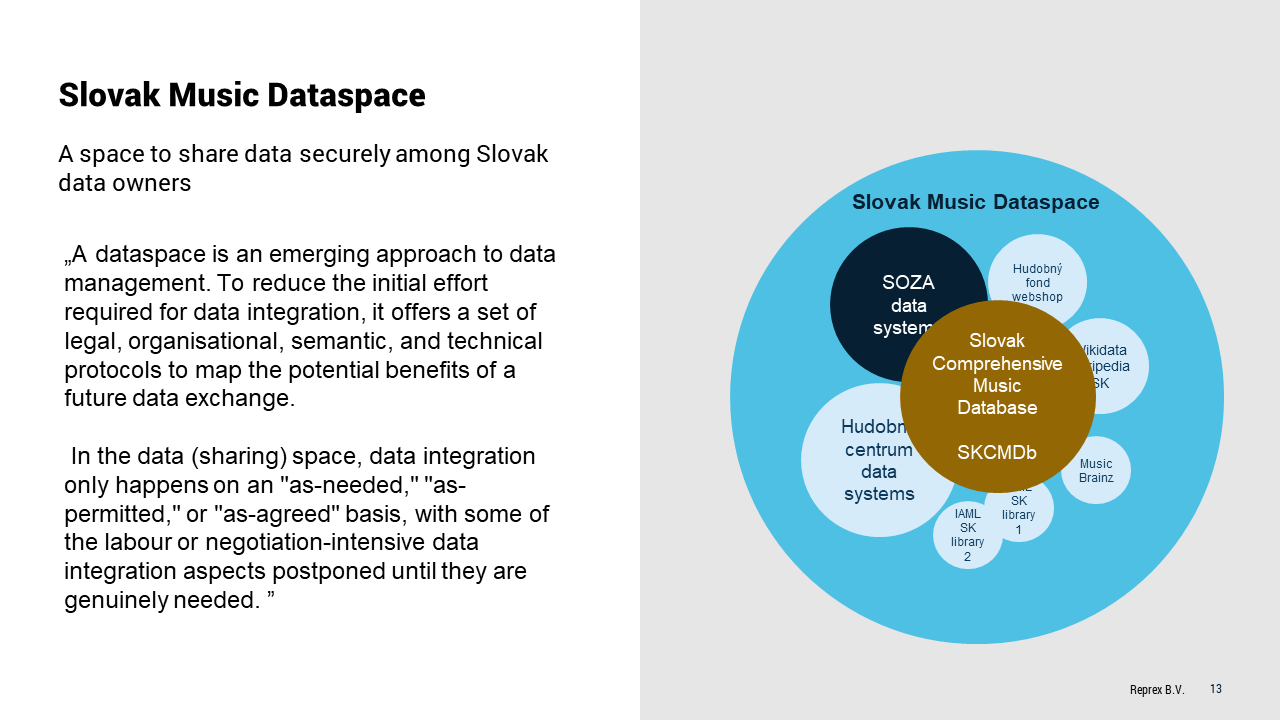 Slovak Music Dataspace
A space to share data securely among Slovak
data owners
„A dataspace is an emerging approach to data
management. To reduce the initial effort
required for data integration, it offers a set of
legal, organisational, semantic, and technical
protocols to map the potential benefits of a
future data exchange.
In the data (sharing) space, data integration
only happens on an "as-needed," "as-
permitted," or "as-agreed" basis, with some of
the labour or negotiation-intensive data
integration aspects postponed until they are
genuinely needed. ”
Slovak Music Dataspace
SOZA
data
system
Hudobný
fond
webshop
Slovak
Comprehensive
Music
Database
SKCMDb
ikidata
ipedia
SK
Hudobn
centrum
data
systems
Music
Brainz
SK
library
1
IAML
SK
library
2
Reprex B.V.
13